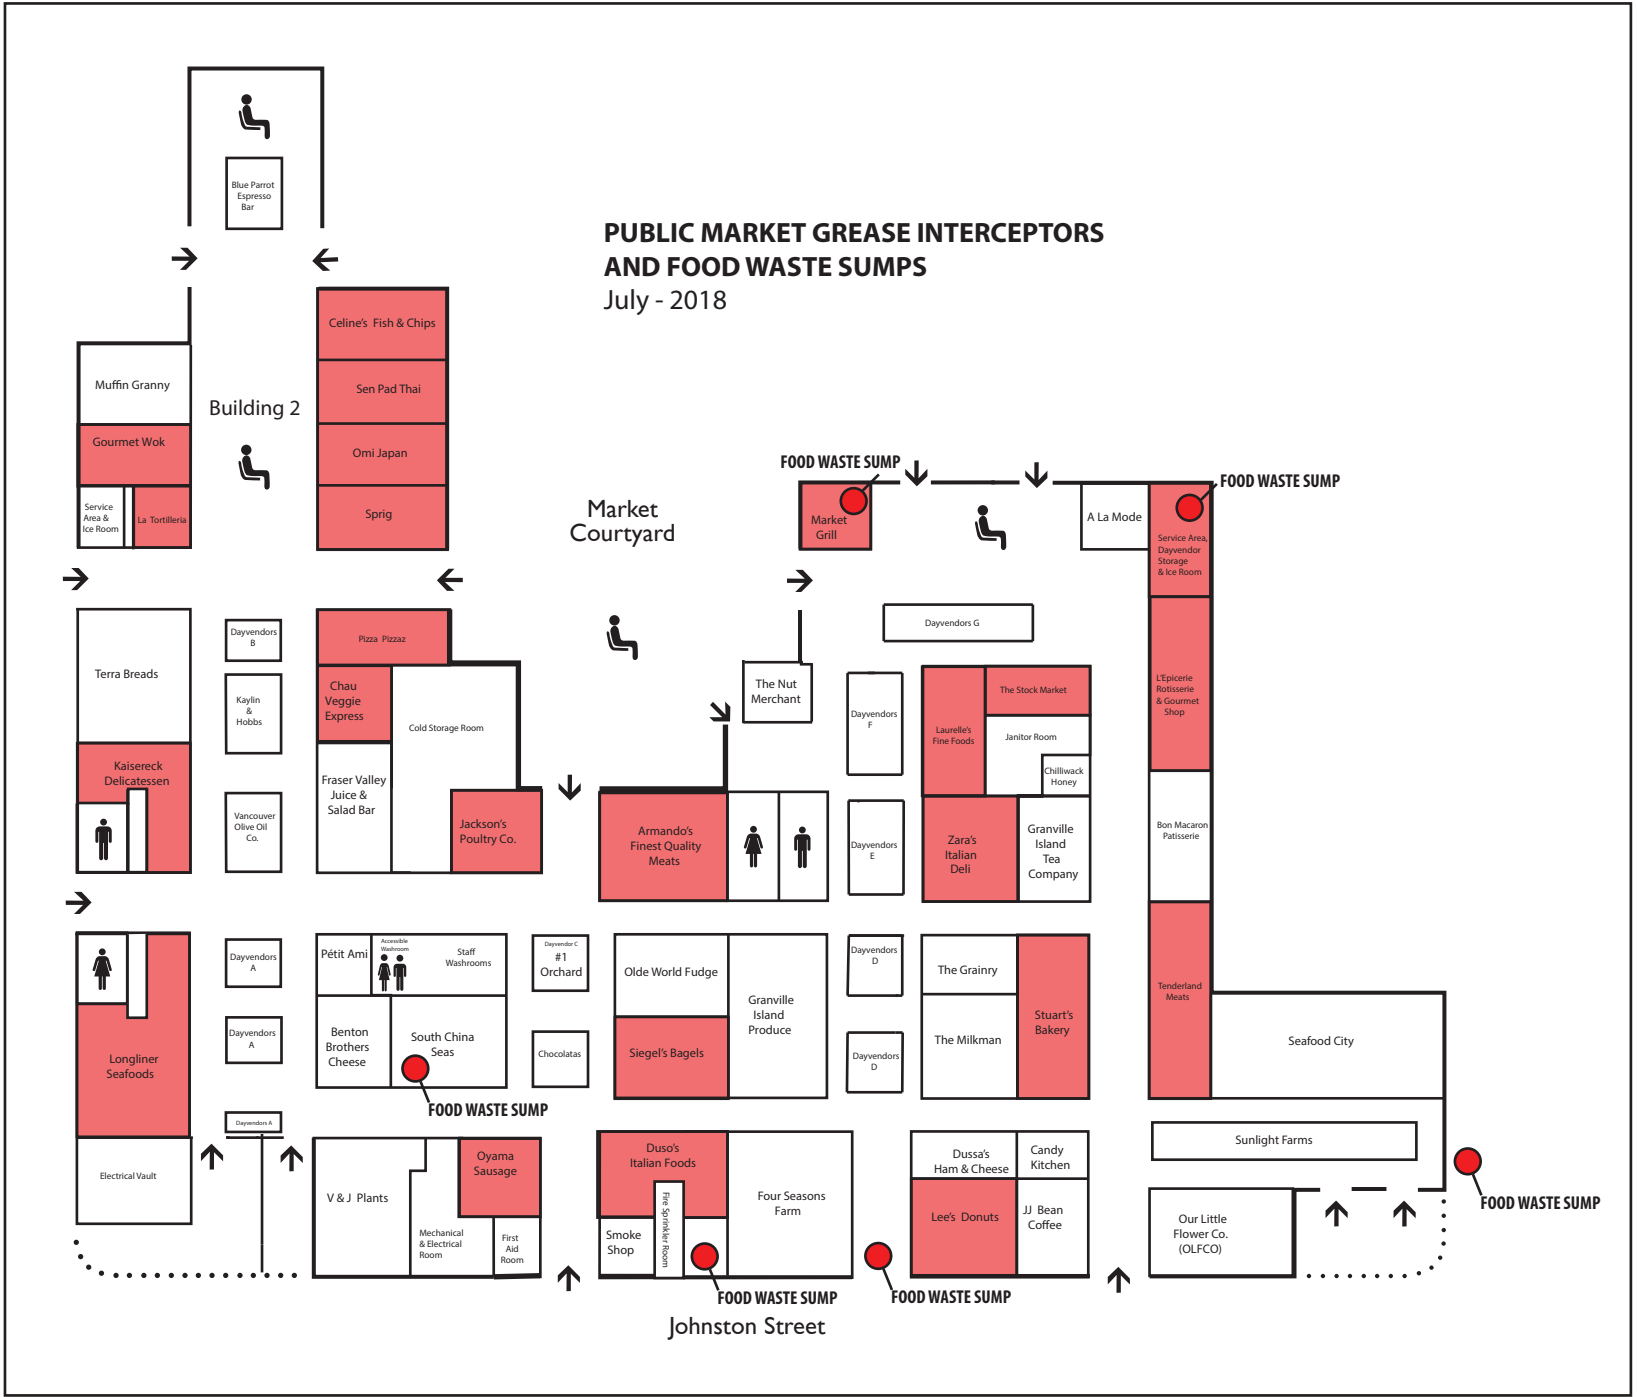 PUBLIC MARKET GREASE INTERCEPTORS
AND FOOD WASTE SUMPS
July - 2018
Blue Parrot
Espresso
Bar
Celine's Fish & Chips
Sen Pad Thai
Omi Japan
Sprig
Muffin Granny
Building 2
Gourmet Wok
Service
Area &
Ice Room
La Tortilleria
Market
Courtyard
FOOD WASTE SUMP
Market
Grill
A La Mode
FOOD WASTE SUMP
Service Area,
Dayvendor
Storage
& Ice Room
Terra Breads
Dayvendors
B
Kaylin
&
Hobbs
Pizza Pizzaz
Chau
Veggie
Express
Cold Storage Room
The Nut
Merchant
Dayvendors G
Dayvendors
F
Laurelle's
Fine Foods
The Stock Market
Janitor Room
Chilliwack
Honey
L'Epicerie
Rotisserie
& Gourmet
Shop
Kaisereck
Delicatessen
Vancouver
Olive Oil
Co.
Fraser Valley
Juice &
Salad Bar
Jackson's
Poultry Co.
Armando's
Finest Quality
Meats
Dayvendors
E
Zara's
Italian
Deli
Granville
Island
Tea
Company
Bon Macaron
Patisserie
Longliner
Seafoods
Dayvendors
A
Dayvendors
A
Dayvendors A
Pétit Ami
Accessible
Washroom
Staff
Washrooms
Benton
Brothers
Cheese
South China
Seas
FOOD WASTE SUMP
Dayvendor C
#1
Orchard
Chocolatas
Olde World Fudge
Siegel's Bagels
Granville
Island
Produce
Dayvendors
D
Dayvendors
D
The Grainry
The Milkman
Stuart's
Bakery
Tenderland
Meats
Seafood City
Sunlight Farms
Electrical Vault
V & J Plants
Mechanical
& Electrical
Room
Oyama
Sausage
First
Aid
Room
Duso's
Italian Foods
Smoke
Shop
Fire Sprinkler Room
Four Seasons
Farm
Dussa's
Ham & Cheese
Candy
Kitchen
Lee's Donuts
JJ Bean
Coffee
Our Little
Flower Co.
(OLFCO)
FOOD WASTE SUMP
FOOD WASTE SUMP
FOOD WASTE SUMP
Johnston Street